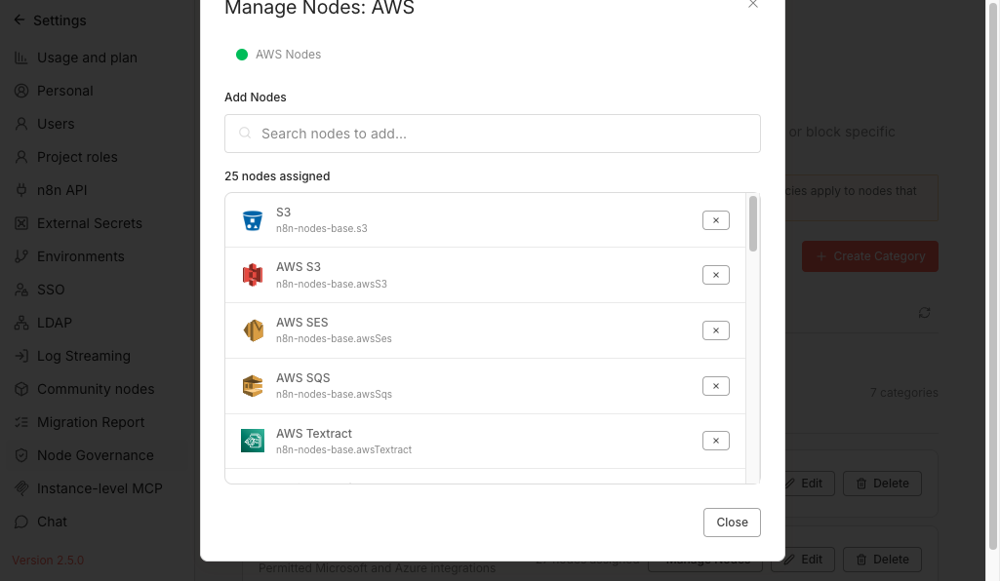 Settings
Usage and plan
Personal
Users
Project roles
n8n API
External Secrets
Environments
SSO
LDAP
Log Streaming
Community nodes
Migration Report
Node Governance
Instance-level MCP
Chat
Version 2.5.0
Manage Nodes: AWS
AWS Nodes
Add Nodes
Search nodes to add...
25 nodes assigned
S3
n8n-nodes-base.s3
AWS S3
n8n-nodes-base.awsS3
AWS SES
n8n-nodes-base.awsSes
AWS SQS
n8n-nodes-base.awsSqs
AWS Textract
n8n-nodes-base.awsTextract
Close
or block specific
apply to nodes that
+ Create Category
7 categories
Edit
Delete
Permitted Microsoft and Azure integrations
Edit
Delete